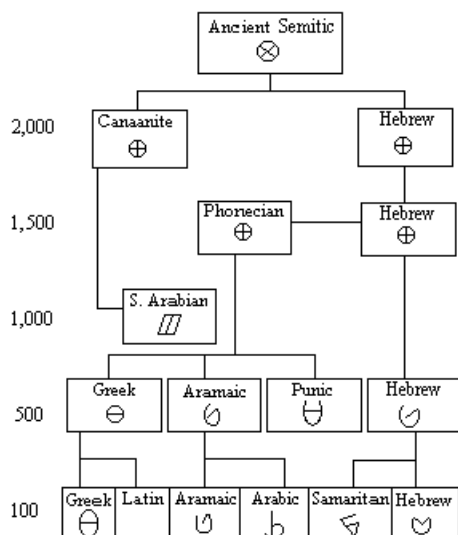 Ancient Semitic
2,000
Canaanite
Hebrew
1,500
Phonecian
Hebrew
1,000
S. Arabian
500
Greek
Aramaic
Punic
Hebrew
100
Greek
Latin
Aramaic
Arabic
Samaritan
Hebrew